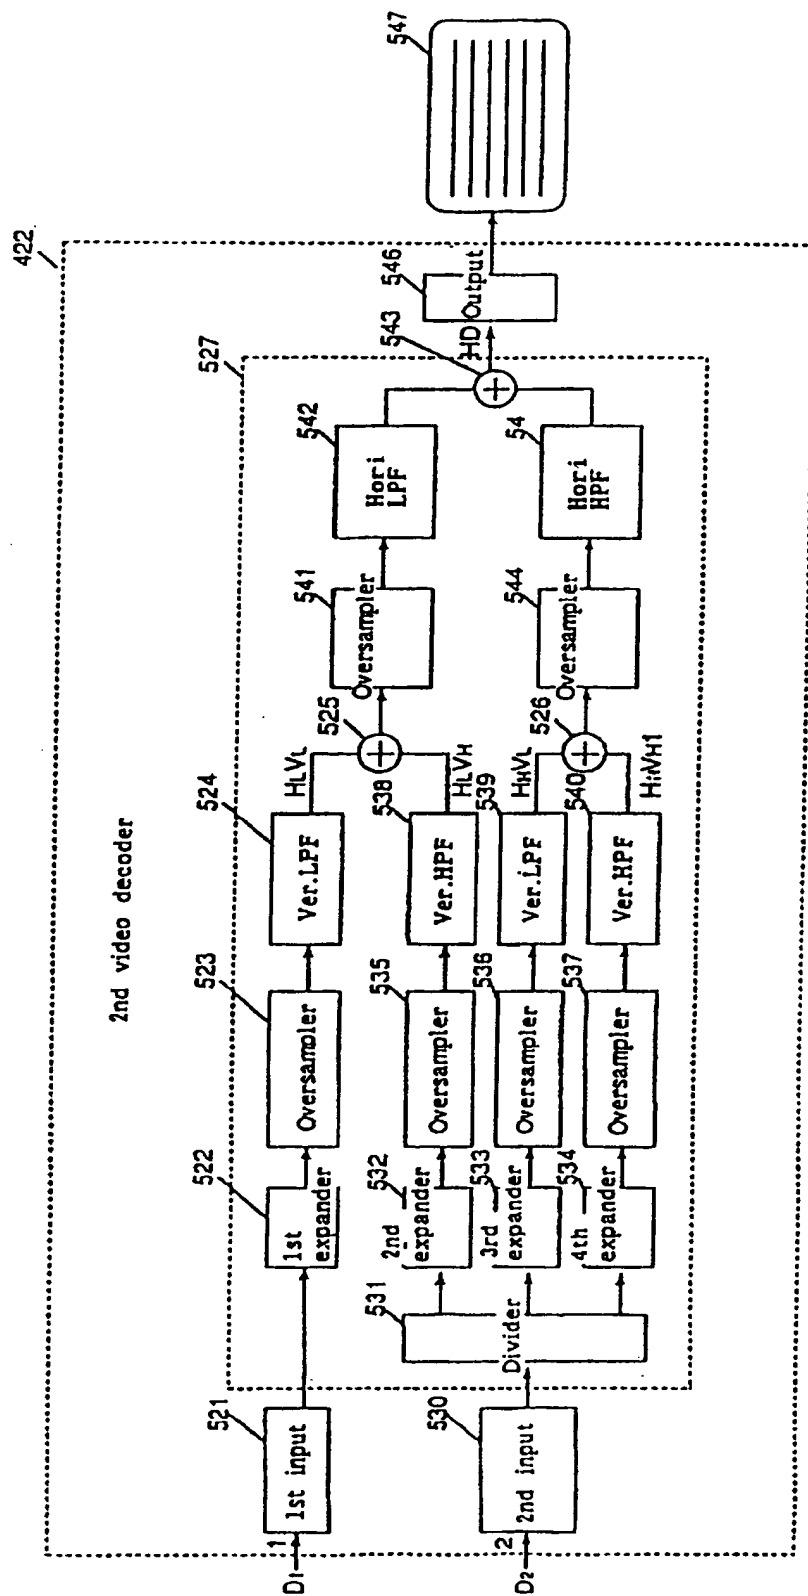 2nd video decoder
422
527
D1
1
521
1st input
522
1st expander
523
Oversampler
524
Ver.LPF
HLVL
525
541
Oversampler
542
Hori LPF
543
HD Output
546
547
D2
2
530
2nd input
531
Divider
532
2nd expander
535
Oversampler
538
Ver.HPF
HLVH
533
3rd expander
536
Oversampler
539
Ver.LPF
HHVL
526
544
Oversampler
54
Hori HPF
534
4th expander
537
Oversampler
540
Ver.HPF